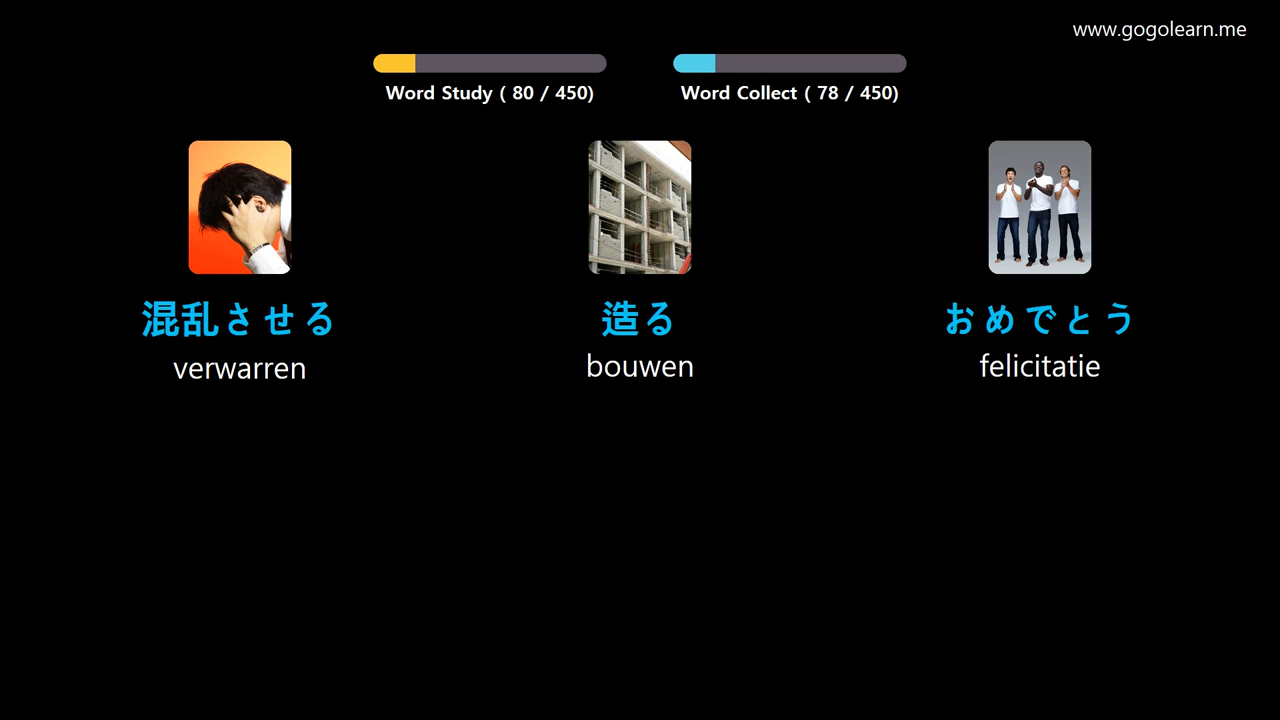 www.gogolearn.me
Word Study ( 80 / 450)
Word Collect ( 78 / 450)
混乱させる
造る
おめでとう
verwarren
bouwen
felicitatie